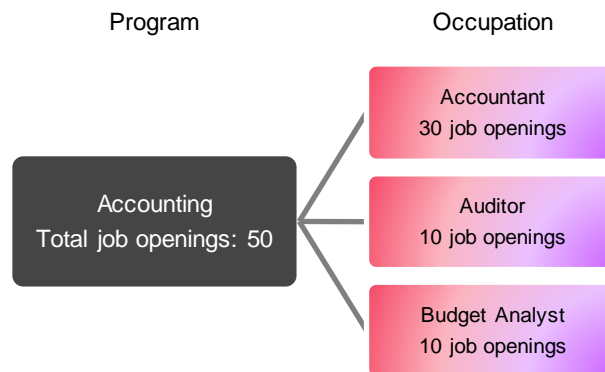 Program
Occupation
Accountant
30 job openings
Accounting
Total job openings: 50
Auditor
10 job openings
Budget Analyst
10 job openings